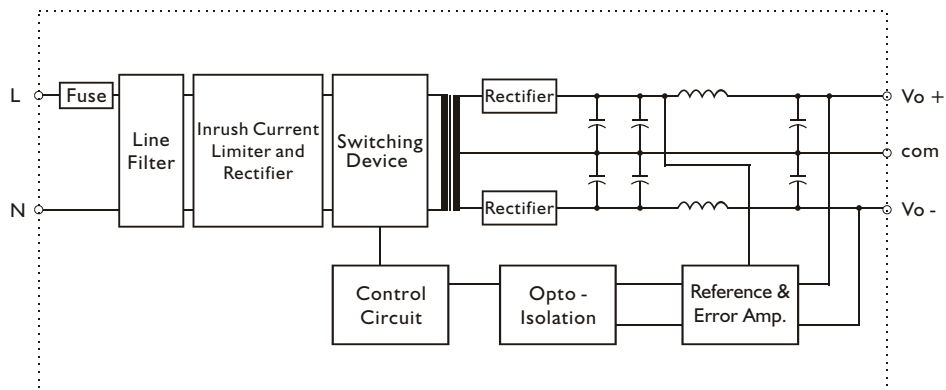 L
Fuse
Line
Filter
Inrush Current
Limiter and
Rectifier
Switching
Device
Rectifier
Vo +
com
N
Rectifier
Vo -
Control
Circuit
Opto -
Isolation
Reference &
Error Amp.